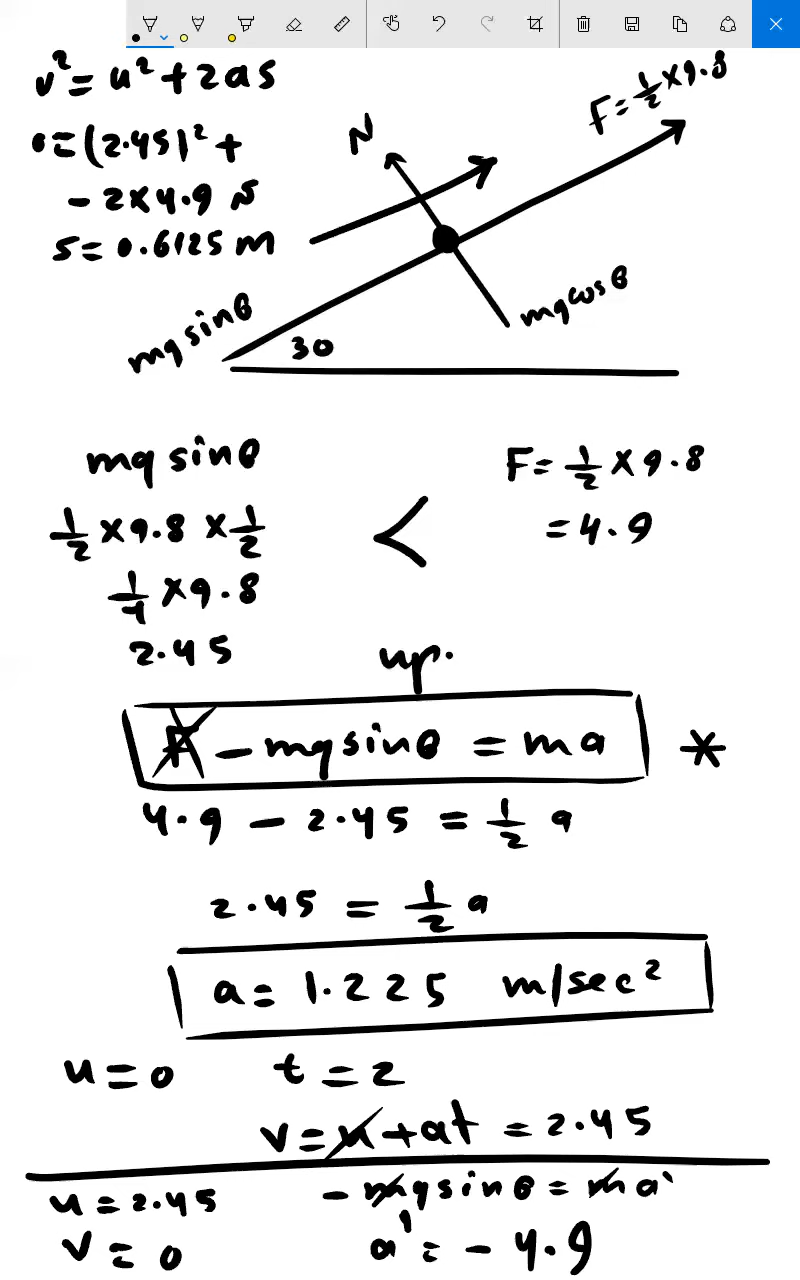 v² = u² + 2as
0 = (2.45)² +
- 2×4.9 s
s = 0.6125 m
N
F = 1/2 × 9.8
mg sinθ
30
mg cosθ
mg sinθ
1/2 × 9.8 × 1/2
1/4 × 9.8
2.45
<
F = 1/2 × 9.8
= 4.9
up.
F - mg sinθ = ma *
4.9 - 2.45 = 1/2 a
2.45 = 1/2 a
a = 1.225 m/sec²
u = 0 t = 2
v = u + at = 2.45
u = 2.45
v = 0
- mg sinθ = ma'
a' = - 4.9